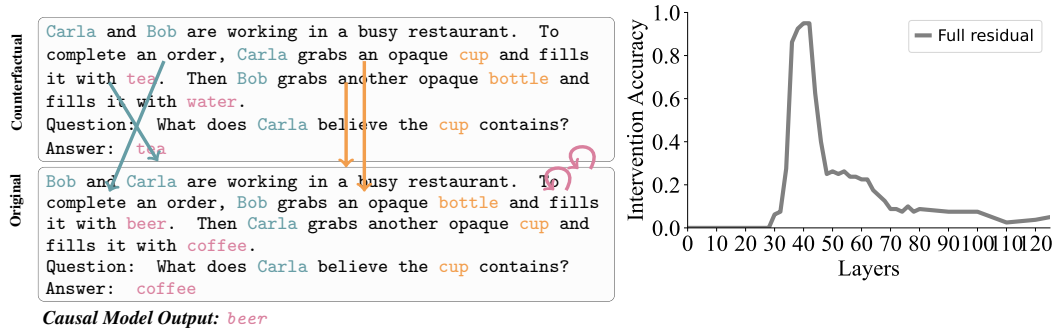 Counterfactual
Carla and Bob are working in a busy restaurant. To
complete an order, Carla grabs an opaque cup and fills
it with tea. Then Bob grabs another opaque bottle and
fills it with water.
Question: What does Carla believe the cup contains?
Answer: tea
Original
Bob and Carla are working in a busy restaurant. To
complete an order, Bob grabs an opaque bottle and fills
it with beer. Then Carla grabs another opaque cup and
fills it with coffee.
Question: What does Carla believe the cup contains?
Answer: coffee
Causal Model Output: beer
Intervention Accuracy
1.0
0.8
0.6
0.4
0.2
0.0
Full residual
0 10 20 30 40 50 60 70 80 90 100 110 120
Layers